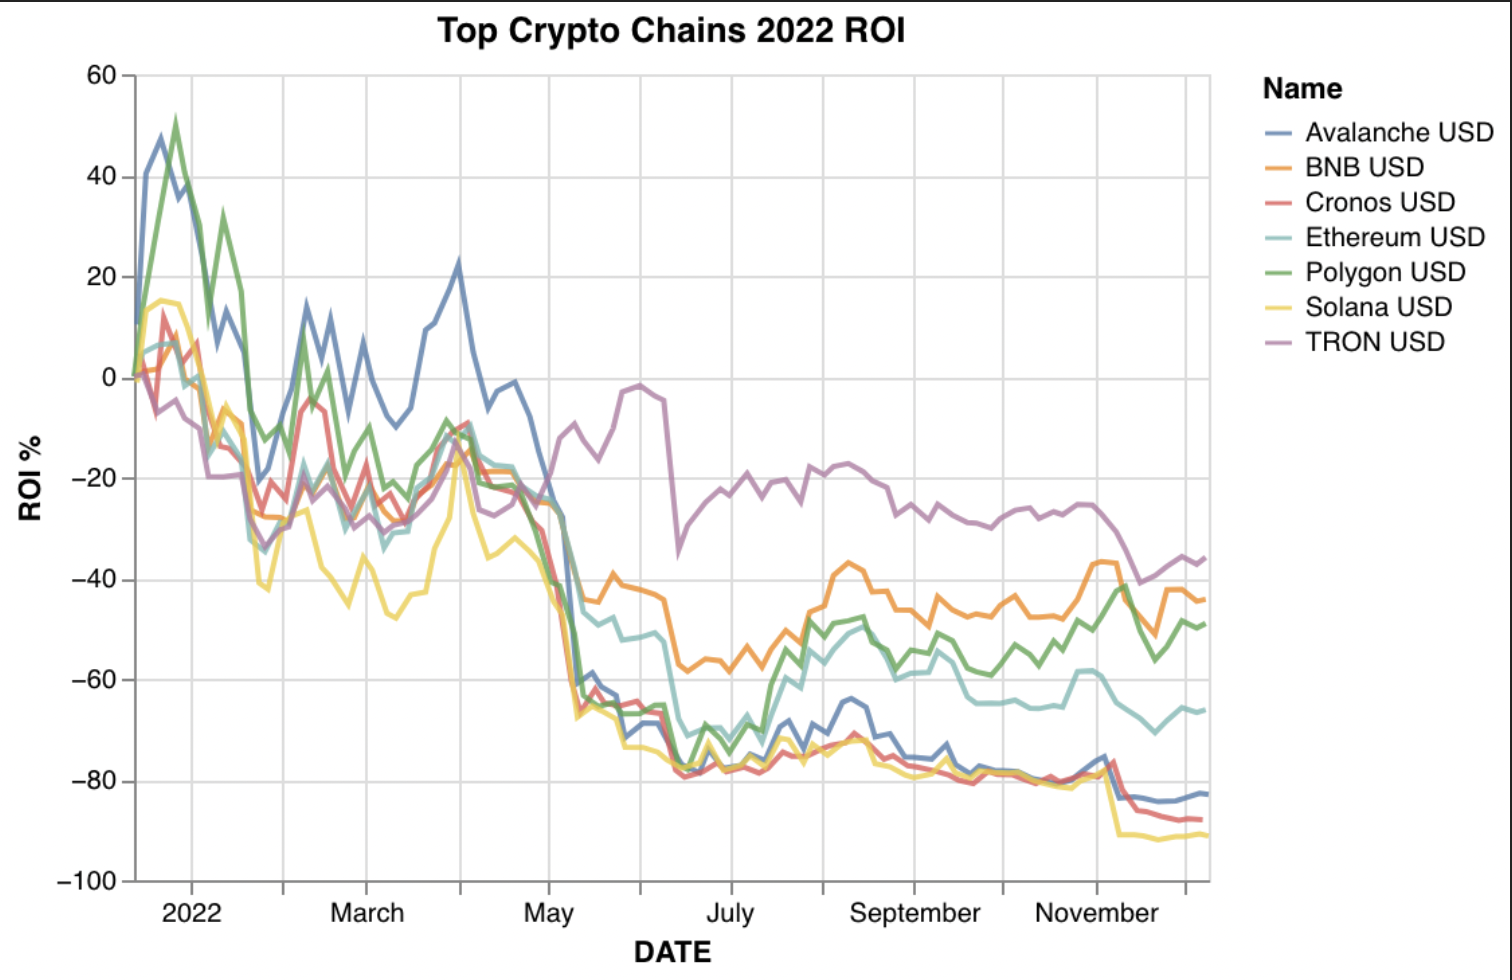 Top Crypto Chains 2022 ROI
60
40
20
0
−20
−40
−60
−80
−100
ROI %
2022 March May July September November
DATE
Name
Avalanche USD
BNB USD
Cronos USD
Ethereum USD
Polygon USD
Solana USD
TRON USD